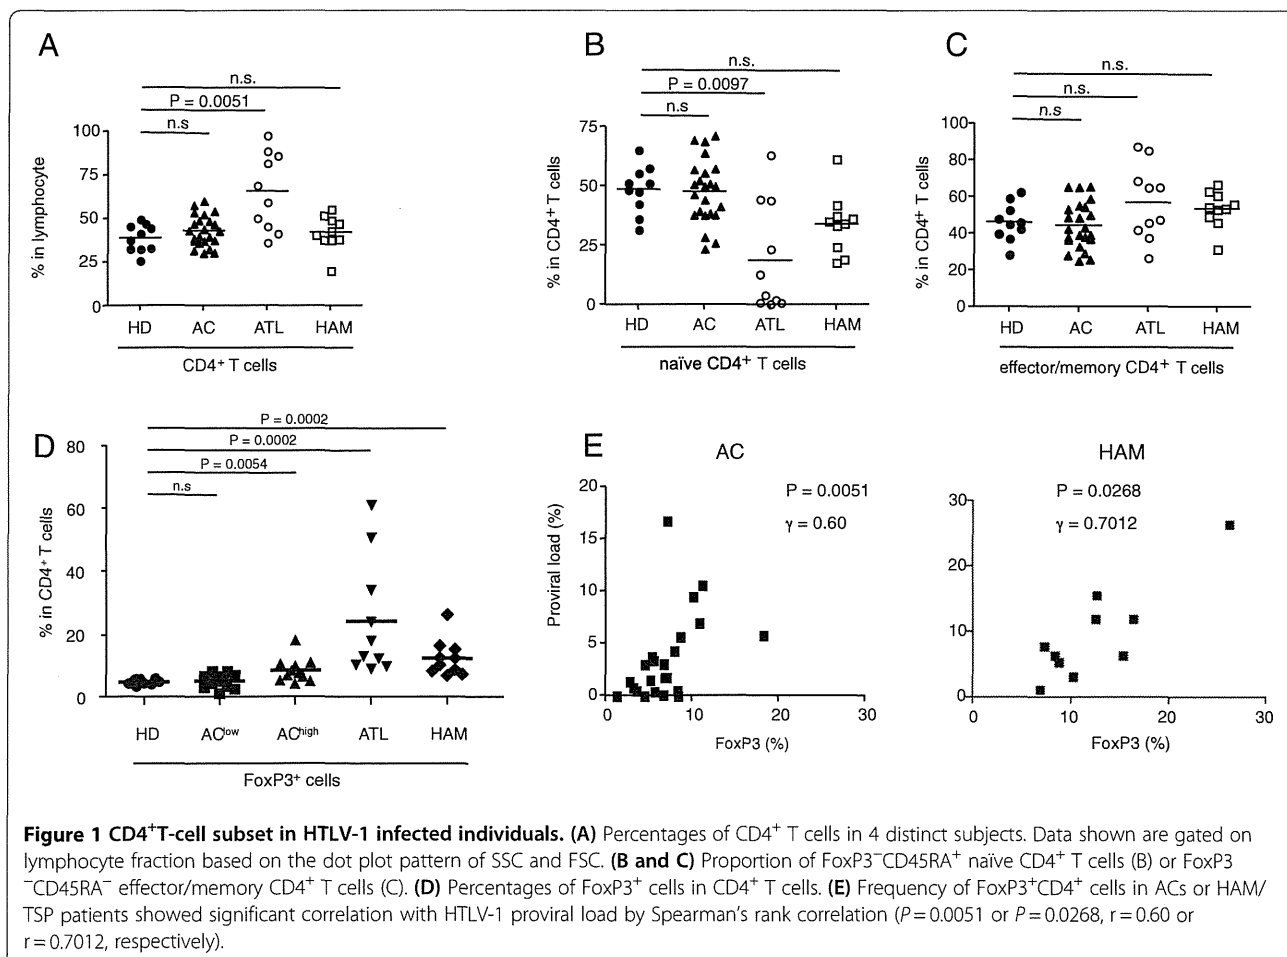 A
n.s.
P = 0.0051
n.s
100
75
50
25
0
% in lymphocyte
HD AC ATL HAM
CD4⁺ T cells
B
n.s.
P = 0.0097
n.s
75
50
25
0
% in CD4⁺ T cells
HD AC ATL HAM
naïve CD4⁺ T cells
C
n.s.
n.s.
n.s
100
80
60
40
20
0
% in CD4⁺ T cells
HD AC ATL HAM
effector/memory CD4⁺ T cells
D
P = 0.0002
P = 0.0002
P = 0.0054
n.s
80
60
40
20
0
% in CD4⁺ T cells
HD AClow AChigh ATL HAM
FoxP3⁺ cells
E
AC
P = 0.0051
γ = 0.60
20
15
10
5
0
Proviral load (%)
0 10 20 30
FoxP3 (%)
HAM
P = 0.0268
γ = 0.7012
30
20
10
0
0 10 20 30
FoxP3 (%)
Figure 1 CD4⁺T-cell subset in HTLV-1 infected individuals. (A) Percentages of CD4⁺ T cells in 4 distinct subjects. Data shown are gated on
lymphocyte fraction based on the dot plot pattern of SSC and FSC. (B and C) Proportion of FoxP3⁻CD45RA⁺ naïve CD4⁺ T cells (B) or FoxP3
⁻CD45RA⁻ effector/memory CD4⁺ T cells (C). (D) Percentages of FoxP3⁺ cells in CD4⁺ T cells. (E) Frequency of FoxP3⁺CD4⁺ cells in ACs or HAM/
TSP patients showed significant correlation with HTLV-1 proviral load by Spearman's rank correlation (P = 0.0051 or P = 0.0268, r = 0.60 or
r = 0.7012, respectively).